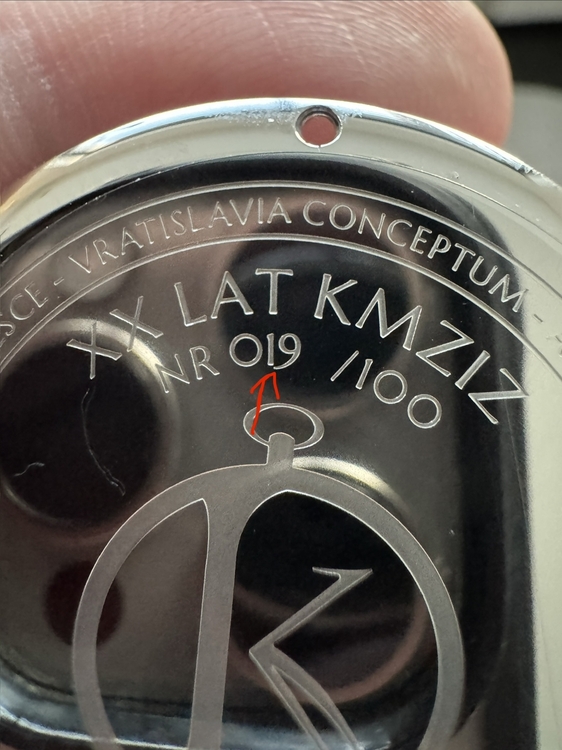 SCE - VRATISLAVIA CONCEPTUM -
XX LAT KMZIZ
NR 019 /100